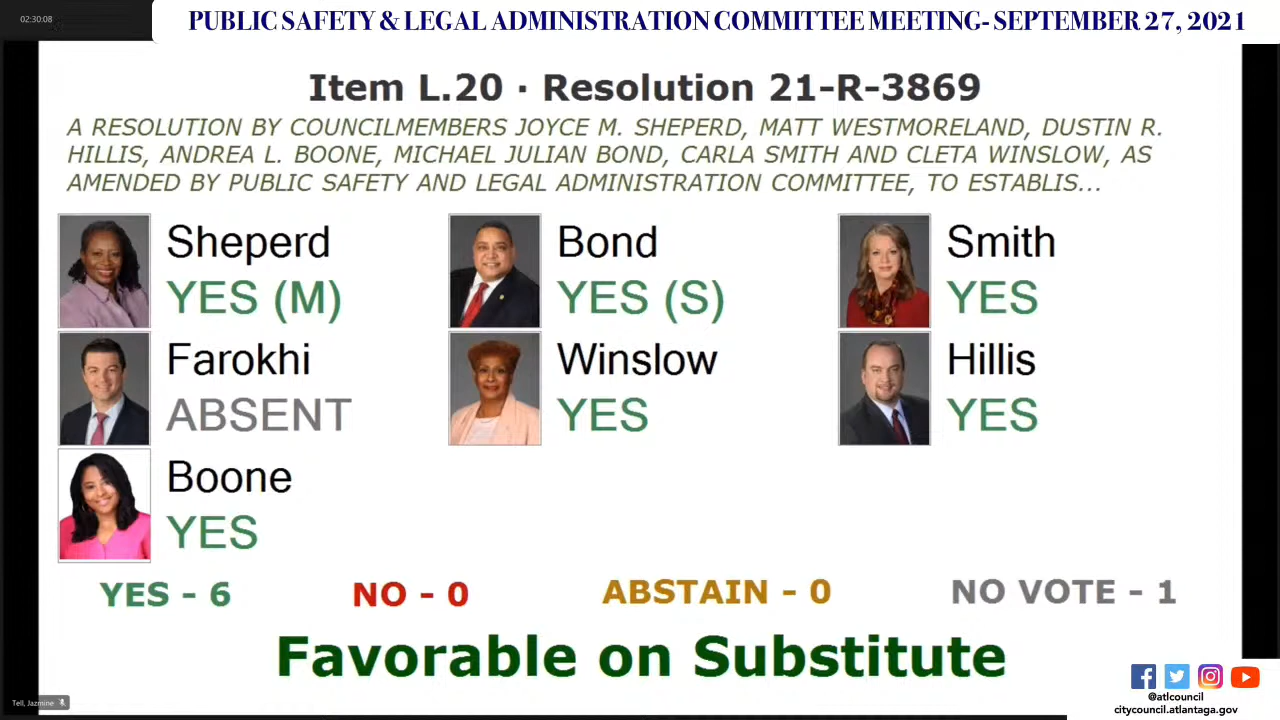 02:30:08
PUBLIC SAFETY & LEGAL ADMINISTRATION COMMITTEE MEETING- SEPTEMBER 27, 2021
Item L.20 · Resolution 21-R-3869
A RESOLUTION BY COUNCILMEMBERS JOYCE M. SHEPERD, MATT WESTMORELAND, DUSTIN R.
HILLIS, ANDREA L. BOONE, MICHAEL JULIAN BOND, CARLA SMITH AND CLETA WINSLOW, AS
AMENDED BY PUBLIC SAFETY AND LEGAL ADMINISTRATION COMMITTEE, TO ESTABLIS...
Sheperd
YES (M)
Bond
YES (S)
Smith
YES
Farokhi
ABSENT
Winslow
YES
Hillis
YES
Boone
YES
YES - 6
NO - 0
ABSTAIN - 0
NO VOTE - 1
Favorable on Substitute
Tell, Jazmine
@atlcouncil
citycouncil.atlantaga.gov